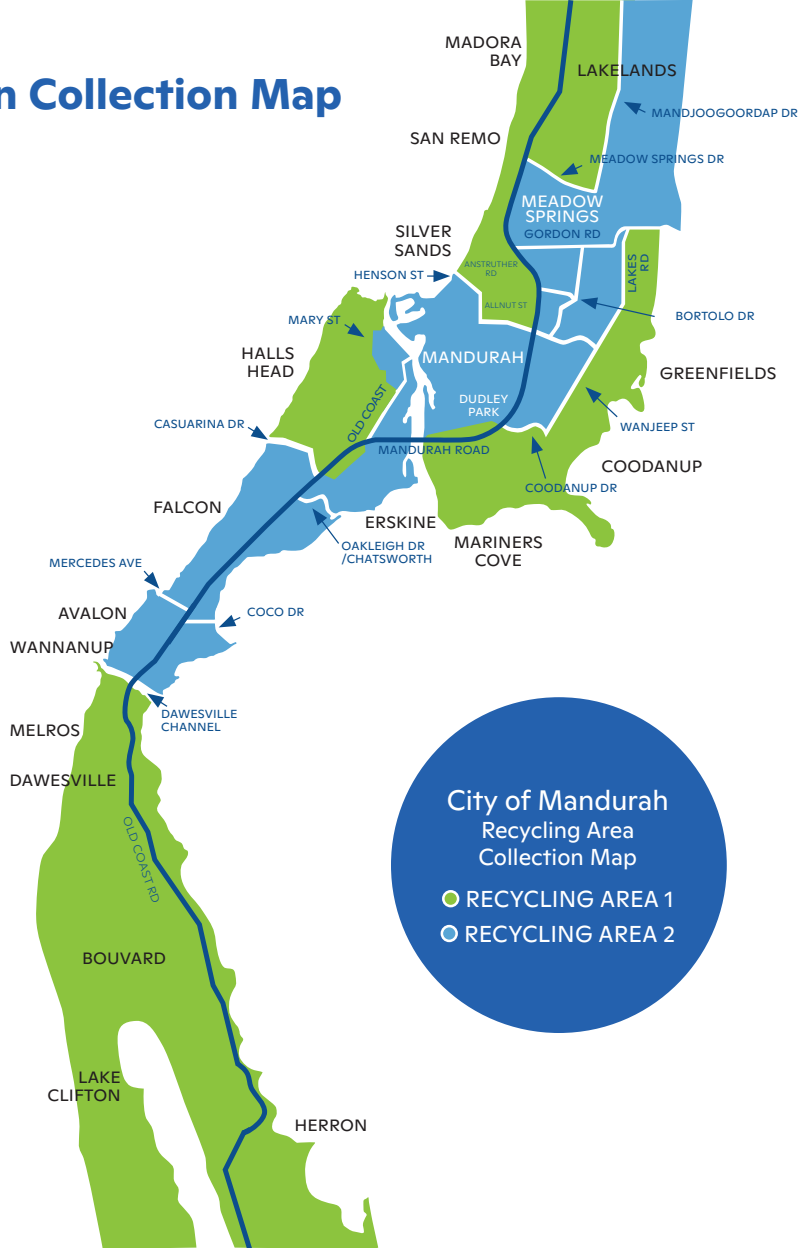 n Collection Map
MADORA
BAY
LAKELANDS
MANDJOOGOORDAP DR
SAN REMO
MEADOW SPRINGS DR
MEADOW
SPRINGS
GORDON RD
SILVER
SANDS
ANSTRUTHER
RD
LAKES
RD
HENSON ST
ALLNUT ST
MARY ST
BORTOLO DR
HALLS
HEAD
MANDURAH
GREENFIELDS
OLD COAST
DUDLEY
PARK
CASUARINA DR
WANJEEP ST
MANDURAH ROAD
COODANUP
COODANUP DR
FALCON
ERSKINE
MARINERS
COVE
OAKLEIGH DR
/CHATSWORTH
MERCEDES AVE
AVALON
COCO DR
WANNANUP
DAWESVILLE
CHANNEL
MELROS
DAWESVILLE
OLD COAST RD
City of Mandurah
Recycling Area
Collection Map
RECYCLING AREA 1
RECYCLING AREA 2
BOUVARD
LAKE
CLIFTON
HERRON